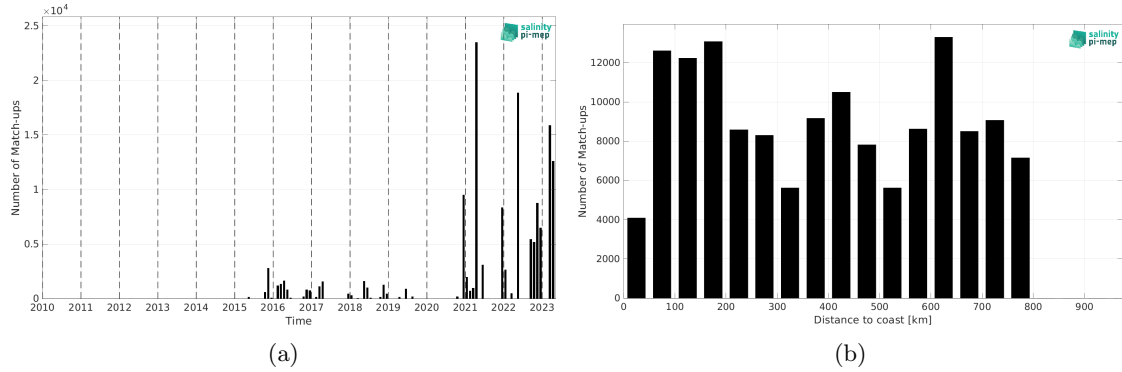 ×10⁴
2.5
2
1.5
1
0.5
0
Number of Match-ups
2010 2011 2012 2013 2014 2015 2016 2017 2018 2019 2020 2021 2022 2023
Time
salinity
pi-mep
(a)
12000
10000
8000
6000
4000
2000
0
Number of Match-ups
0 100 200 300 400 500 600 700 800 900
Distance to coast [km]
salinity
pi-mep
(b)